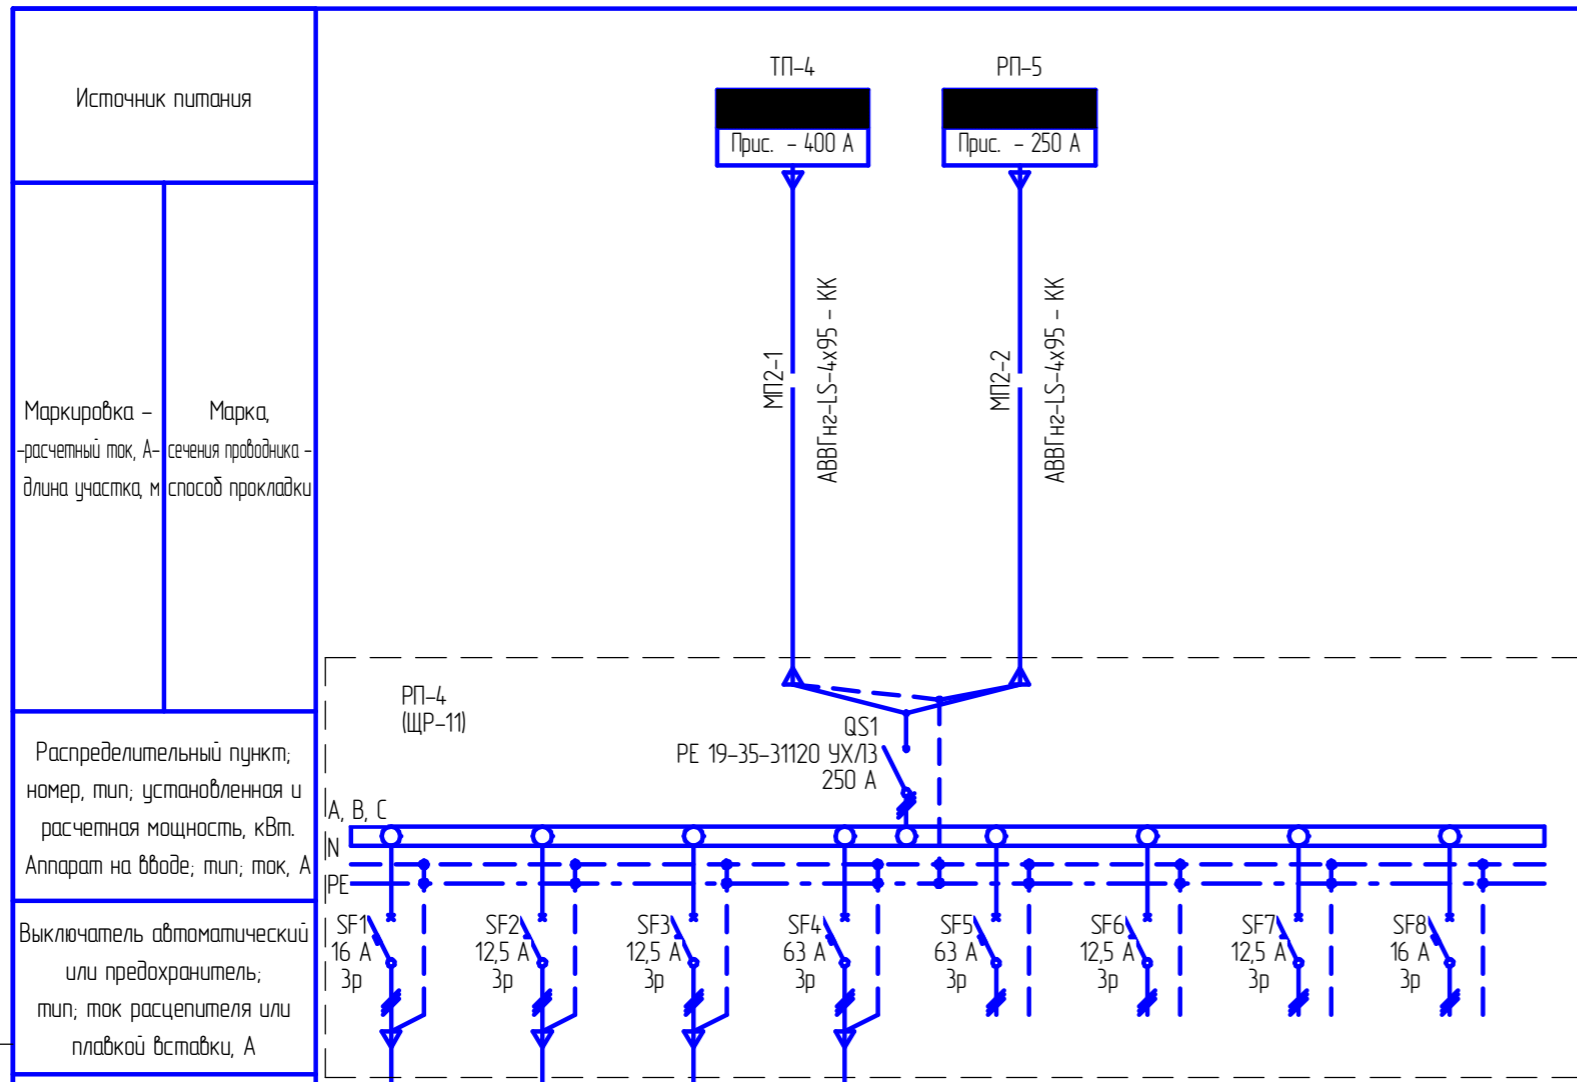 Источник питания
ТП-4
РП-5
Прис. - 400 А
Прис. - 250 А
Маркировка -
-расчетный ток, А-
длина участка, м
Марка,
сечения проводника -
способ прокладки
МП2-1
АВВГнг-LS-4х95 - КК
МП2-2
АВВГнг-LS-4х95 - КК
РП-4
(ЩР-11)
QS1
РЕ 19-35-31120 УХЛ3
250 А
Распределительный пункт;
номер, тип; установленная и
расчетная мощность, кВт.
Аппарат на вводе; тип; ток, А
А, В, С
N
PE
Выключатель автоматический
или предохранитель;
тип; ток расцепителя или
плавкой вставки, А
SF1
16 А
3р
SF2
12,5 А
3р
SF3
12,5 А
3р
SF4
63 А
3р
SF5
63 А
3р
SF6
12,5 А
3р
SF7
12,5 А
3р
SF8
16 А
3р